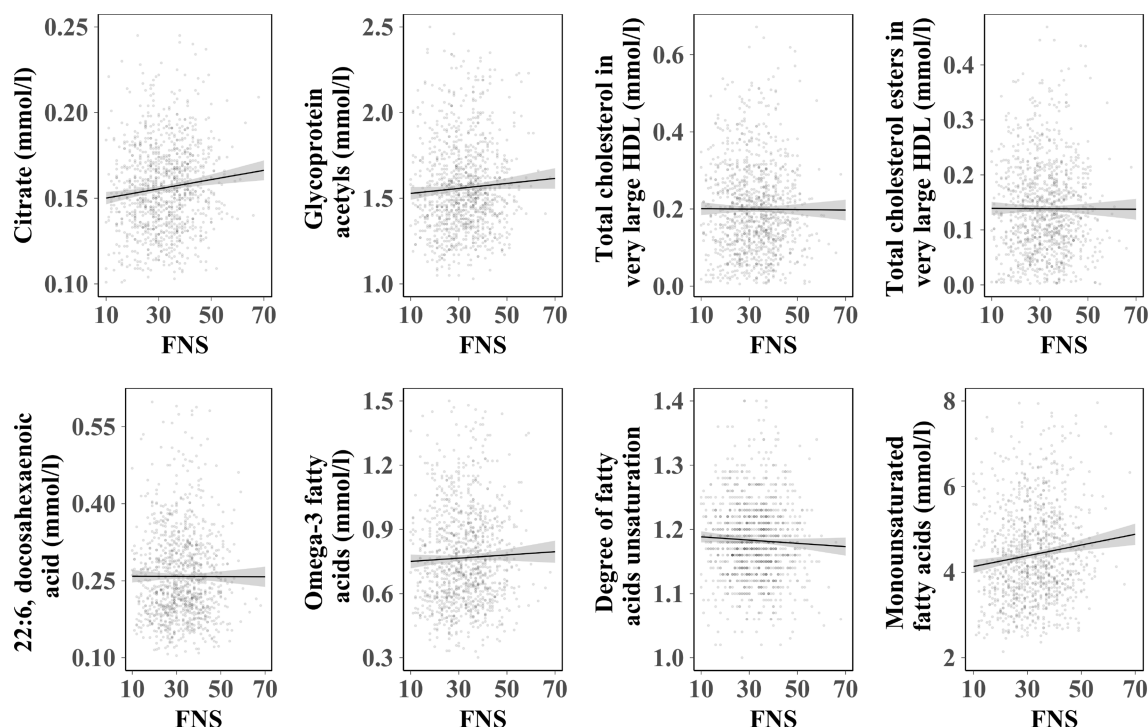 Citrate (mmol/l)
0.25
0.20
0.15
0.10
10 30 50 70
FNS
Glycoprotein
acetyls (mmol/l)
2.5
2.0
1.5
1.0
10 30 50 70
FNS
Total cholesterol in
very large HDL (mmol/l)
0.6
0.4
0.2
0.0
10 30 50 70
FNS
Total cholesterol esters in
very large HDL (mmol/l)
0.4
0.3
0.2
0.1
0.0
10 30 50 70
FNS
22:6, docosahexaenoic
acid (mmol/l)
0.55
0.40
0.25
0.10
10 30 50 70
FNS
Omega-3 fatty
acids (mmol/l)
1.5
1.2
0.9
0.6
0.3
10 30 50 70
FNS
Degree of fatty
acids unsaturation
1.4
1.3
1.2
1.1
1.0
10 30 50 70
FNS
Monounsaturated
fatty acids (mmol/l)
8
6
4
2
10 30 50 70
FNS